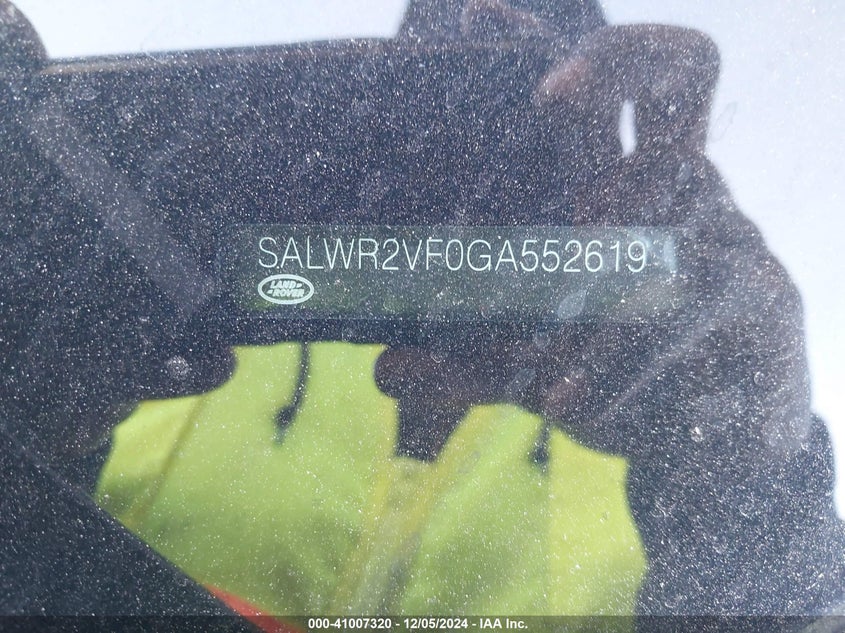 SALWR2VF0GA552619
LAND-
-ROVER
000-41007320 - 12/05/2024 - IAA Inc.